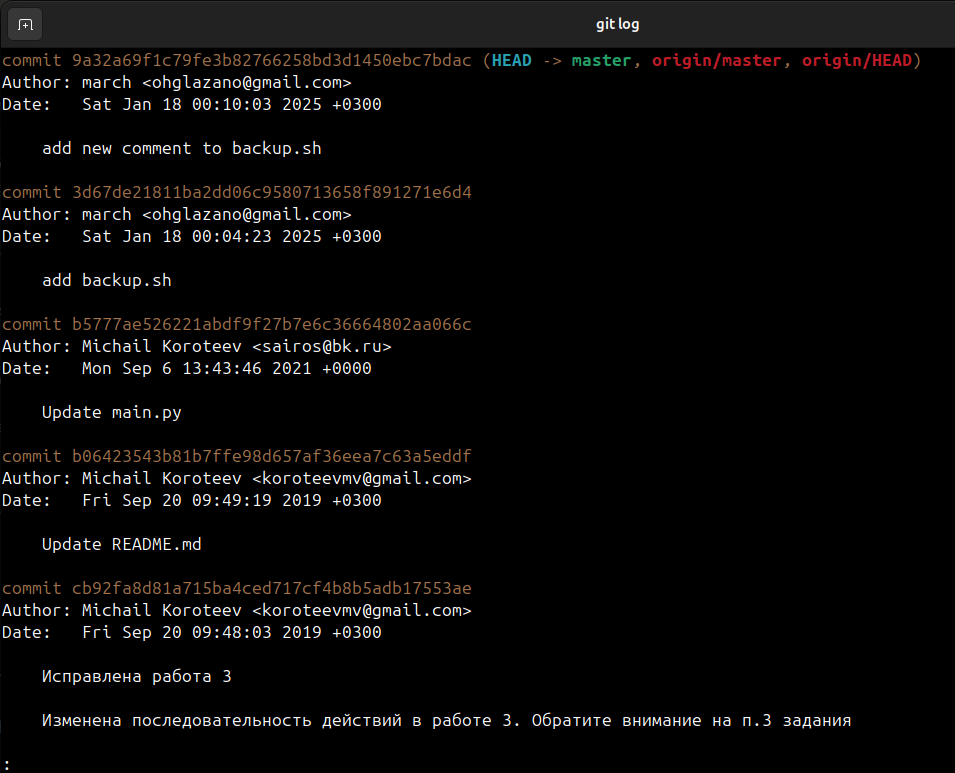 git log
commit 9a32a69f1c79fe3b82766258bd3d1450ebc7bdac (HEAD -> master, origin/master, origin/HEAD)
Author: march <ohglazano@gmail.com>
Date:   Sat Jan 18 00:10:03 2025 +0300
add new comment to backup.sh
commit 3d67de21811ba2dd06c9580713658f891271e6d4
Author: march <ohglazano@gmail.com>
Date:   Sat Jan 18 00:04:23 2025 +0300
add backup.sh
commit b5777ae526221abdf9f27b7e6c36664802aa066c
Author: Michail Koroteev <sairos@bk.ru>
Date:   Mon Sep 6 13:43:46 2021 +0000
Update main.py
commit b06423543b81b7ffe98d657af36eea7c63a5eddf
Author: Michail Koroteev <koroteevmv@gmail.com>
Date:   Fri Sep 20 09:49:19 2019 +0300
Update README.md
commit cb92fa8d81a715ba4ced717cf4b8b5adb17553ae
Author: Michail Koroteev <koroteevmv@gmail.com>
Date:   Fri Sep 20 09:48:03 2019 +0300
Исправлена работа 3
Изменена последовательность действий в работе 3. Обратите внимание на п.3 задания
: